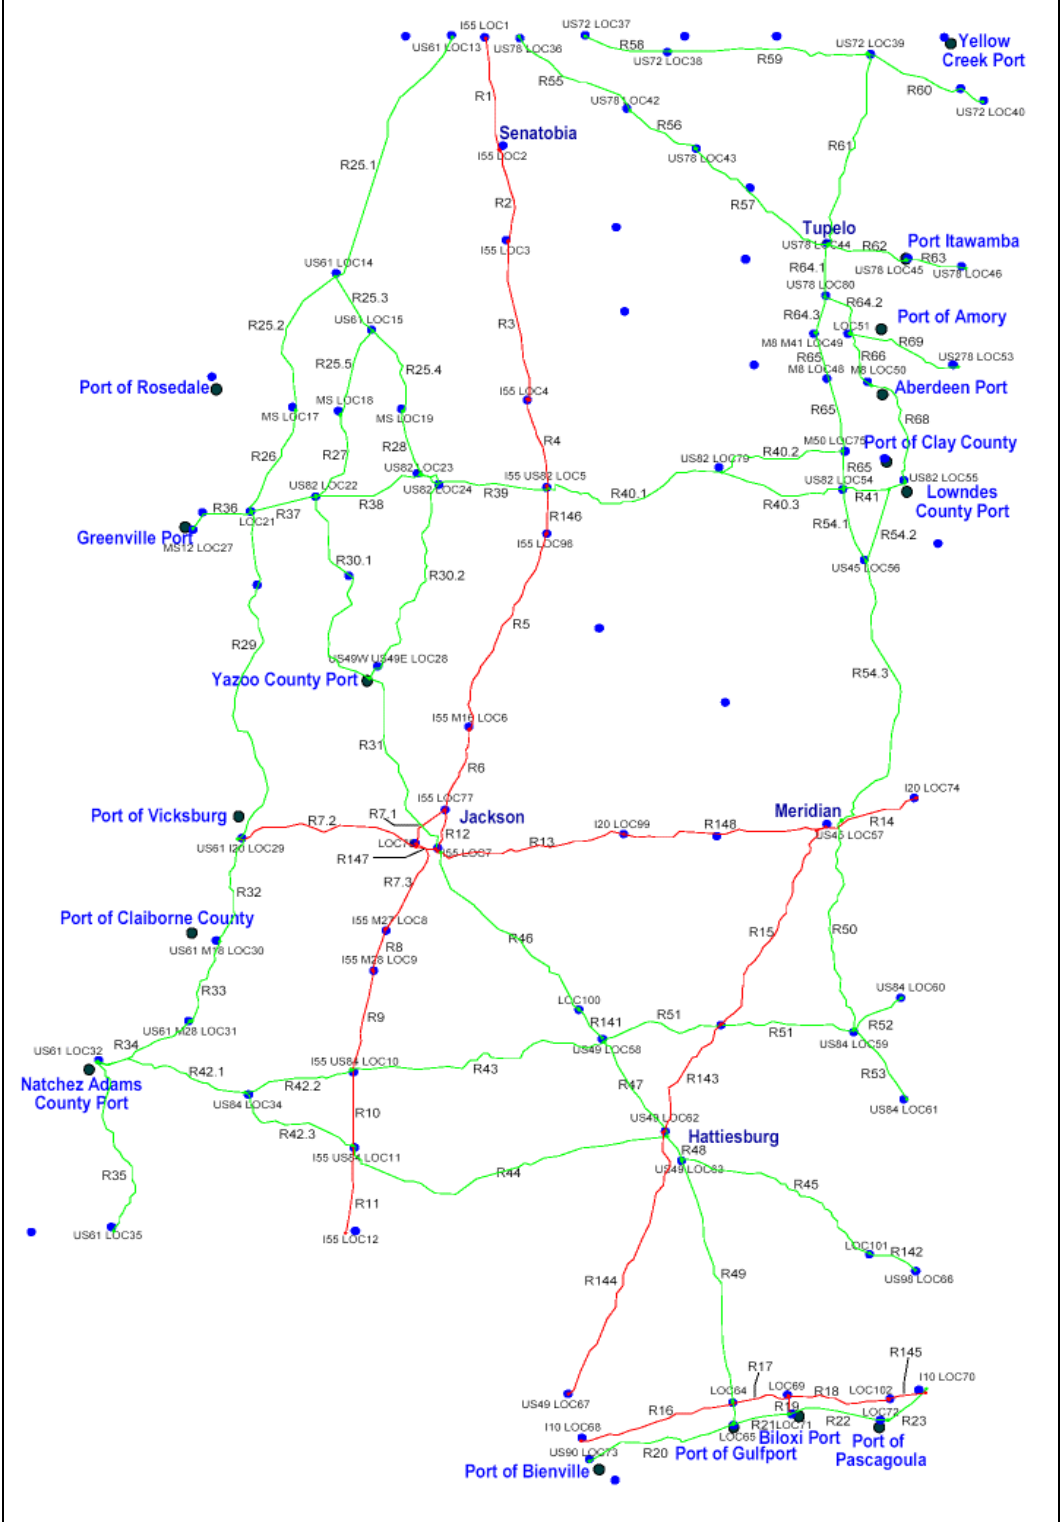 I55 LOC1
US72 LOC37
US61 LOC13
US78 LOC36
R58
US72 LOC39
Yellow
Creek Port
US72 LOC38
R59
R55
R60
R1
US78 LOC42
US72 LOC40
R56
Senatobia
R61
I55 LOC2
US78 LOC43
R25.1
R2
R57
Tupelo
I55 LOC3
US78 LOC44
R62
Port Itawamba
R63
US61 LOC14
R64.1
US78 LOC45
US78 LOC46
R25.3
US78 LOC80
R64.2
R25.2
US61 LOC15
R3
R64.3
Port of Amory
LOC51
M8 M41 LOC49
R69
R25.5
R25.4
R65
R66
US278 LOC53
M8 LOC48
M8 LOC50
Port of Rosedale
Aberdeen Port
I55 LOC4
MS LOC18
MS LOC17
MS LOC19
R65
R68
R4
R28
M50 LOC75
Port of Clay County
R26
R27
R40.2
US82 LOC79
US82 LOC23
R65
I55 US82 LOC5
US82 LOC22
US82 LOC24
R39
R40.1
R40.3
US82 LOC54
R41
US82 LOC55
Lowndes
County Port
R36
R37
R38
LOC21
R146
R54.1
R54.2
Greenville Port
MS12 LOC27
I55 LOC98
R30.1
R30.2
US45 LOC56
R5
R29
US49W US49E LOC28
Yazoo County Port
R54.3
I55 M16 LOC6
R31
R6
I55 LOC77
I20 LOC74
Port of Vicksburg
R7.1
Jackson
Meridian
R7.2
I20 LOC99
R148
R14
R12
US45 LOC57
US61 I20 LOC29
LOC76
R13
R147
I55 LOC7
R7.3
R32
Port of Claiborne County
I55 M27 LOC8
R15
R50
R46
US61 M18 LOC30
R8
I55 M28 LOC9
R33
US84 LOC60
LOC100
R9
R141
R51
R51
R52
US61 M28 LOC31
US49 LOC58
US84 LOC59
R34
US61 LOC32
I55 US84 LOC10
R43
R42.1
R53
R143
Natchez Adams
County Port
R42.2
R47
US84 LOC34
R10
US84 LOC61
US49 LOC62
R42.3
Hattiesburg
R48
I55 US84 LOC11
US49 LOC63
R44
R35
R45
R11
US61 LOC35
I55 LOC12
LOC101
R142
US98 LOC66
R49
R144
R145
R17
I10 LOC70
LOC64
LOC69
R18
LOC102
US49 LOC67
R16
R19
LOC72
I10 LOC68
R21
LOC71
R22
R23
LOC65
Biloxi Port
US90 LOC73
R20
Port of Gulfport
Port of
Pascagoula
Port of Bienville